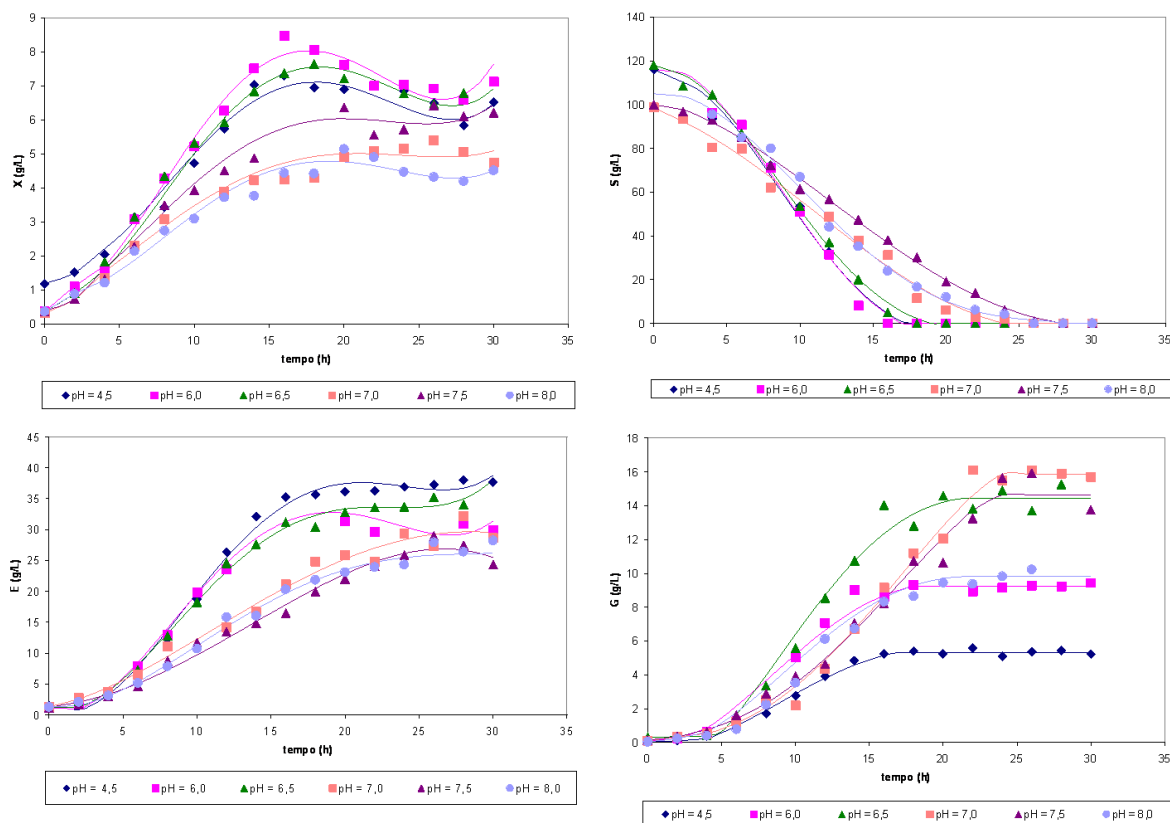 X (g/L)
9
8
7
6
5
4
3
2
1
0
0 5 10 15 20 25 30 35
tempo (h)
pH = 4,5 pH = 6,0 pH = 6,5 pH = 7,0 pH = 7,5 pH = 8,0
S (g/L)
140
120
100
80
60
40
20
0
0 5 10 15 20 25 30 35
tempo (h)
pH = 4,5 pH = 6,0 pH = 6,5 pH = 7,0 pH = 7,5 pH = 8,0
E (g/L)
45
40
35
30
25
20
15
10
5
0
0 5 10 15 20 25 30 35
tempo (h)
pH = 4,5 pH = 6,0 pH = 6,5 pH = 7,0 pH = 7,5 pH = 8,0
G (g/L)
18
16
14
12
10
8
6
4
2
0
0 5 10 15 20 25 30 35
tempo (h)
pH = 4,5 pH = 6,0 pH = 6,5 pH = 7,0 pH = 7,5 pH = 8,0